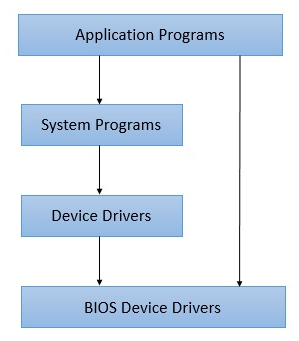 Application Programs
System Programs
Device Drivers
BIOS Device Drivers